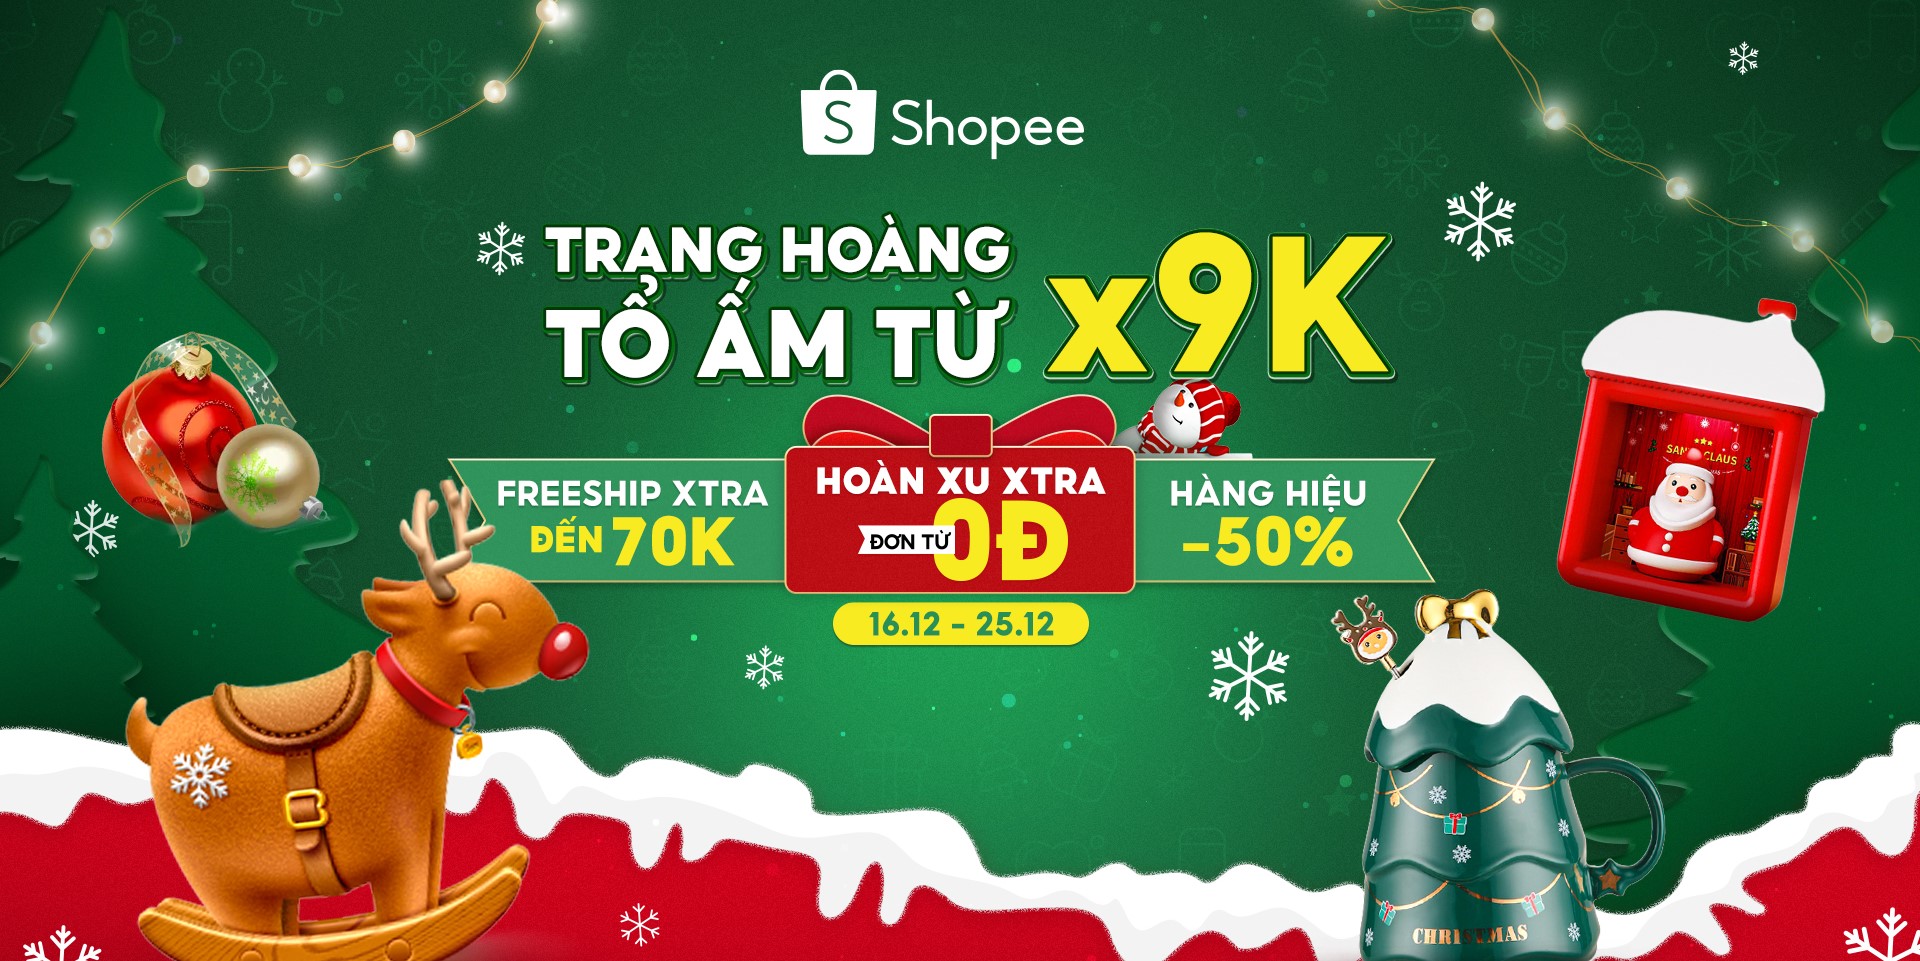 S Shopee
TRANG HOÀNG
TỔ ẤM TỪ
x9K
FREESHIP XTRA
ĐẾN 70K
HOÀN XU XTRA
ĐƠN TỪ 0Đ
HÀNG HIỆU
-50%
16.12 - 25.12
CHRISTMAS